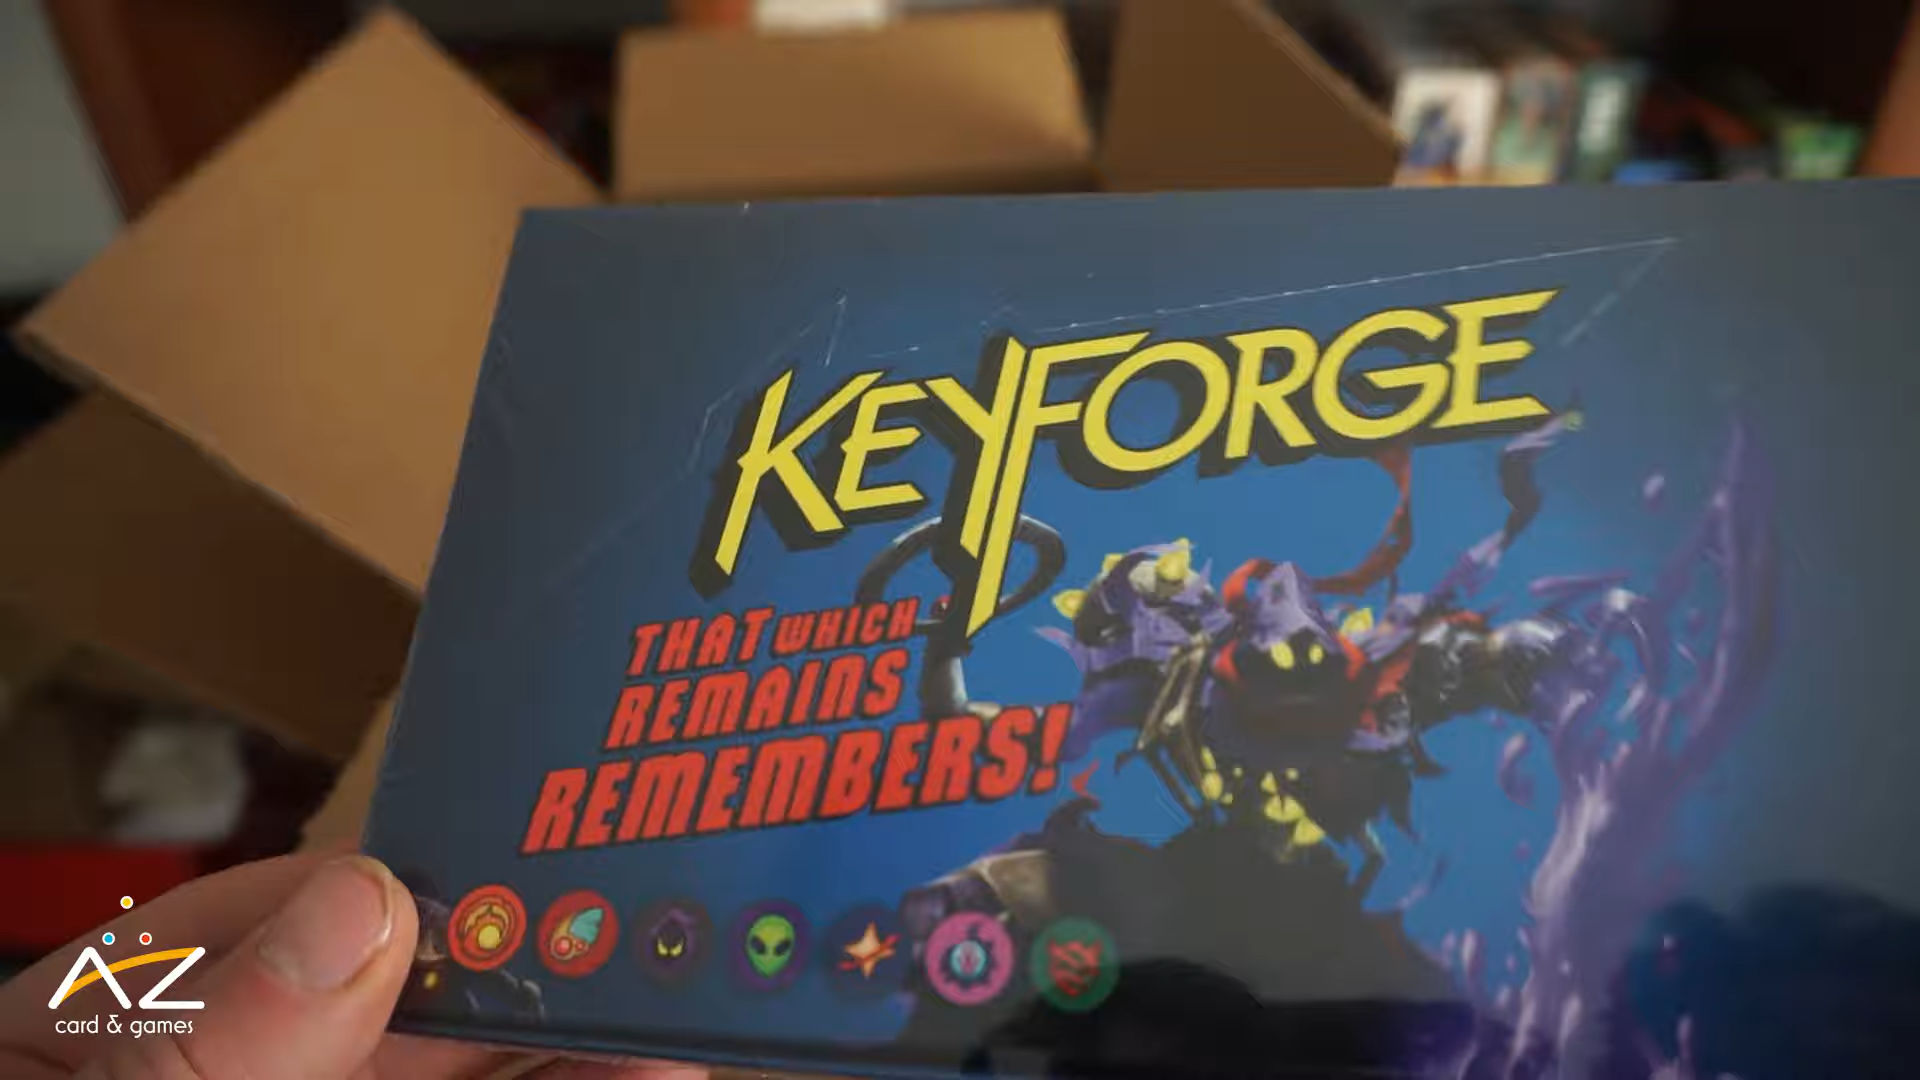 KEYFORGE
THAT WHICH
REMAINS
REMEMBERS!
AZ
card & games